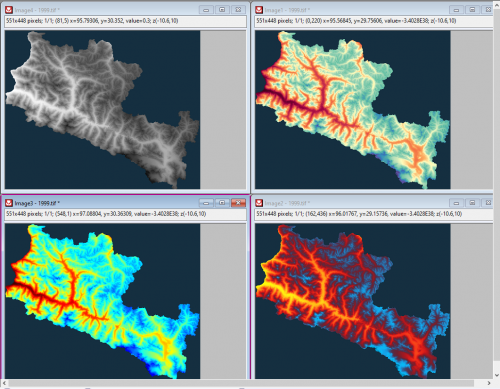 Image4 - 1999.tif *
551x448 pixels; 1/1; (81,5) x=95.79306, y=30.352, value=0.3; z(-10.6,10)
Image1 - 1999.tif *
551x448 pixels; 1/1; (0,220) x=95.56845, y=29.75606, value=-3.4028E38; z(-10.6,10)
Image3 - 1999.tif *
551x448 pixels; 1/1; (548,1) x=97.08804, y=30.36309, value=-3.4028E38; z(-10.6,10)
Image2 - 1999.tif *
551x448 pixels; 1/1; (162,436) x=96.01767, y=29.15736, value=-3.4028E38; z(-10.6,10)